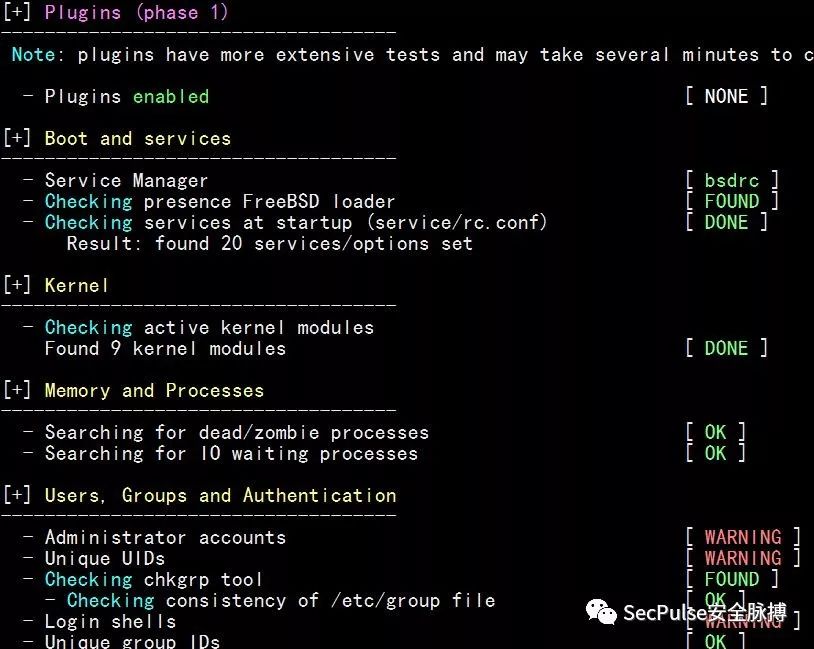 [+] Plugins (phase 1)
------------------------------------
Note: plugins have more extensive tests and may take several minutes to c
- Plugins enabled [ NONE ]
[+] Boot and services
------------------------------------
- Service Manager [ bsdrc ]
- Checking presence FreeBSD loader [ FOUND ]
- Checking services at startup (service/rc.conf) [ DONE ]
Result: found 20 services/options set
[+] Kernel
------------------------------------
- Checking active kernel modules
Found 9 kernel modules [ DONE ]
[+] Memory and Processes
------------------------------------
- Searching for dead/zombie processes [ OK ]
- Searching for IO waiting processes [ OK ]
[+] Users, Groups and Authentication
------------------------------------
- Administrator accounts [ WARNING ]
- Unique UIDs [ WARNING ]
- Checking chkgrp tool [ FOUND ]
- Checking consistency of /etc/group file [ OK ]
- Login shells [ WARNING ]
- Unique group IDs [ OK ]
SecPulse安全脉搏